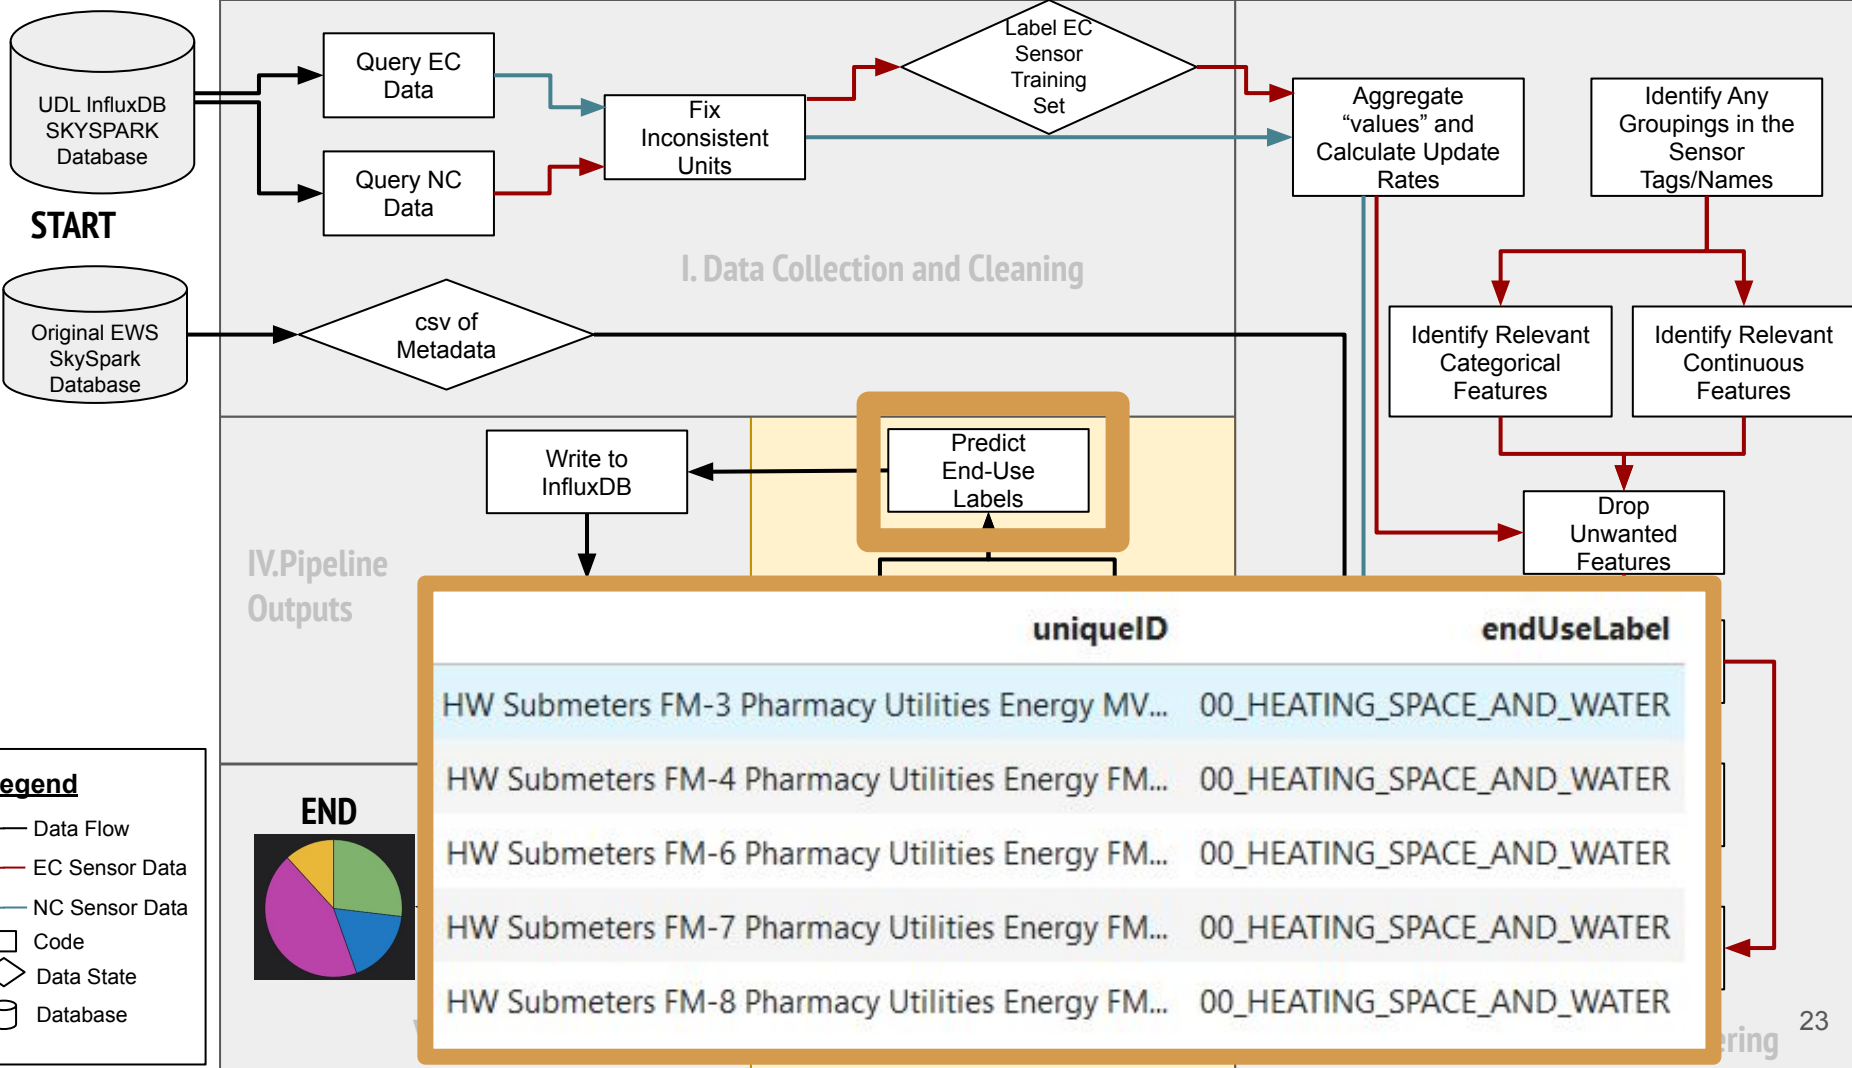 UDL InfluxDB
SKYSPARK
Database
START
Original EWS
SkySpark
Database
Query EC
Data
Query NC
Data
Fix
Inconsistent
Units
Label EC
Sensor
Training
Set
Aggregate
“values” and
Calculate Update
Rates
Identify Any
Groupings in the
Sensor
Tags/Names
I. Data Collection and Cleaning
csv of
Metadata
Identify Relevant
Categorical
Features
Identify Relevant
Continuous
Features
Write to
InfluxDB
Predict
End-Use
Labels
Drop
Unwanted
Features
IV.Pipeline
Outputs
uniqueID endUseLabel
HW Submeters FM-3 Pharmacy Utilities Energy MV... 00_HEATING_SPACE_AND_WATER
HW Submeters FM-4 Pharmacy Utilities Energy FM... 00_HEATING_SPACE_AND_WATER
HW Submeters FM-6 Pharmacy Utilities Energy FM... 00_HEATING_SPACE_AND_WATER
HW Submeters FM-7 Pharmacy Utilities Energy FM... 00_HEATING_SPACE_AND_WATER
HW Submeters FM-8 Pharmacy Utilities Energy FM... 00_HEATING_SPACE_AND_WATER
END
egend
Data Flow
EC Sensor Data
NC Sensor Data
Code
Data State
Database
ering
23